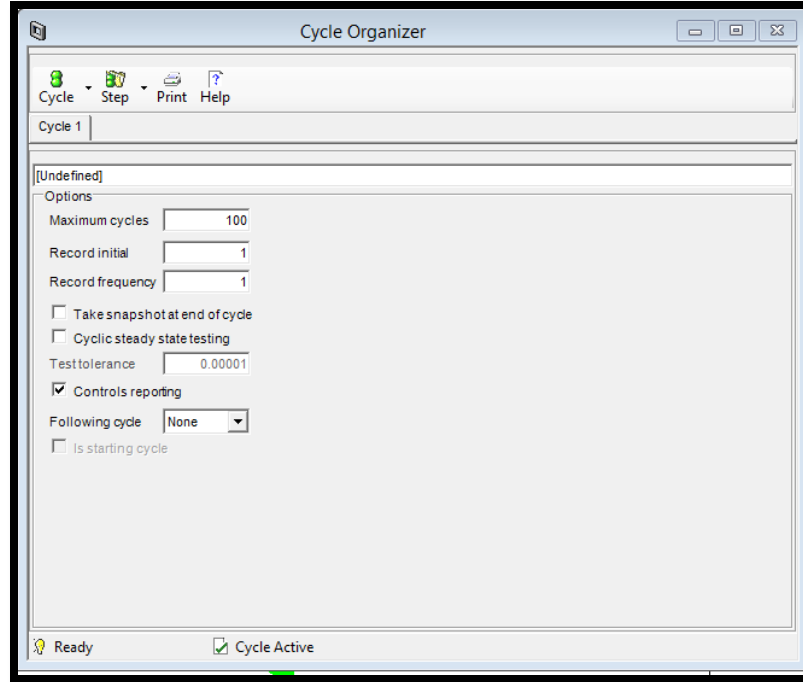 Cycle Organizer
Cycle Step Print Help
Cycle 1
[Undefined]
Options
Maximum cycles 100
Record initial 1
Record frequency 1
Take snapshot at end of cycle
Cyclic steady state testing
Test tolerance 0.00001
Controls reporting
Following cycle None
Is starting cycle
Ready Cycle Active